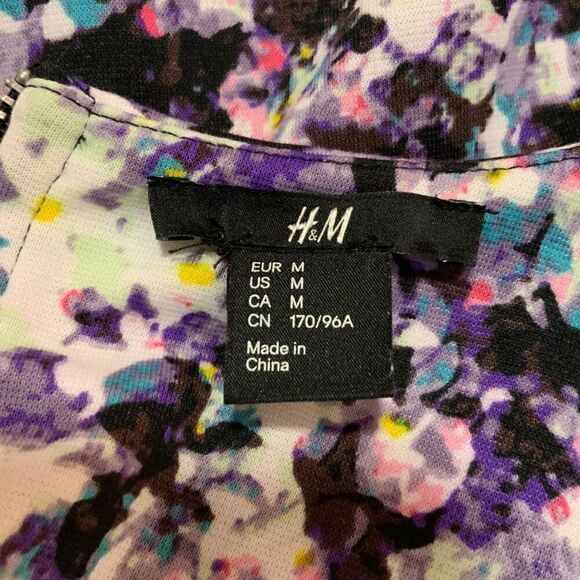 H&M
EUR M
US M
CA M
CN 170/96A
Made in
China